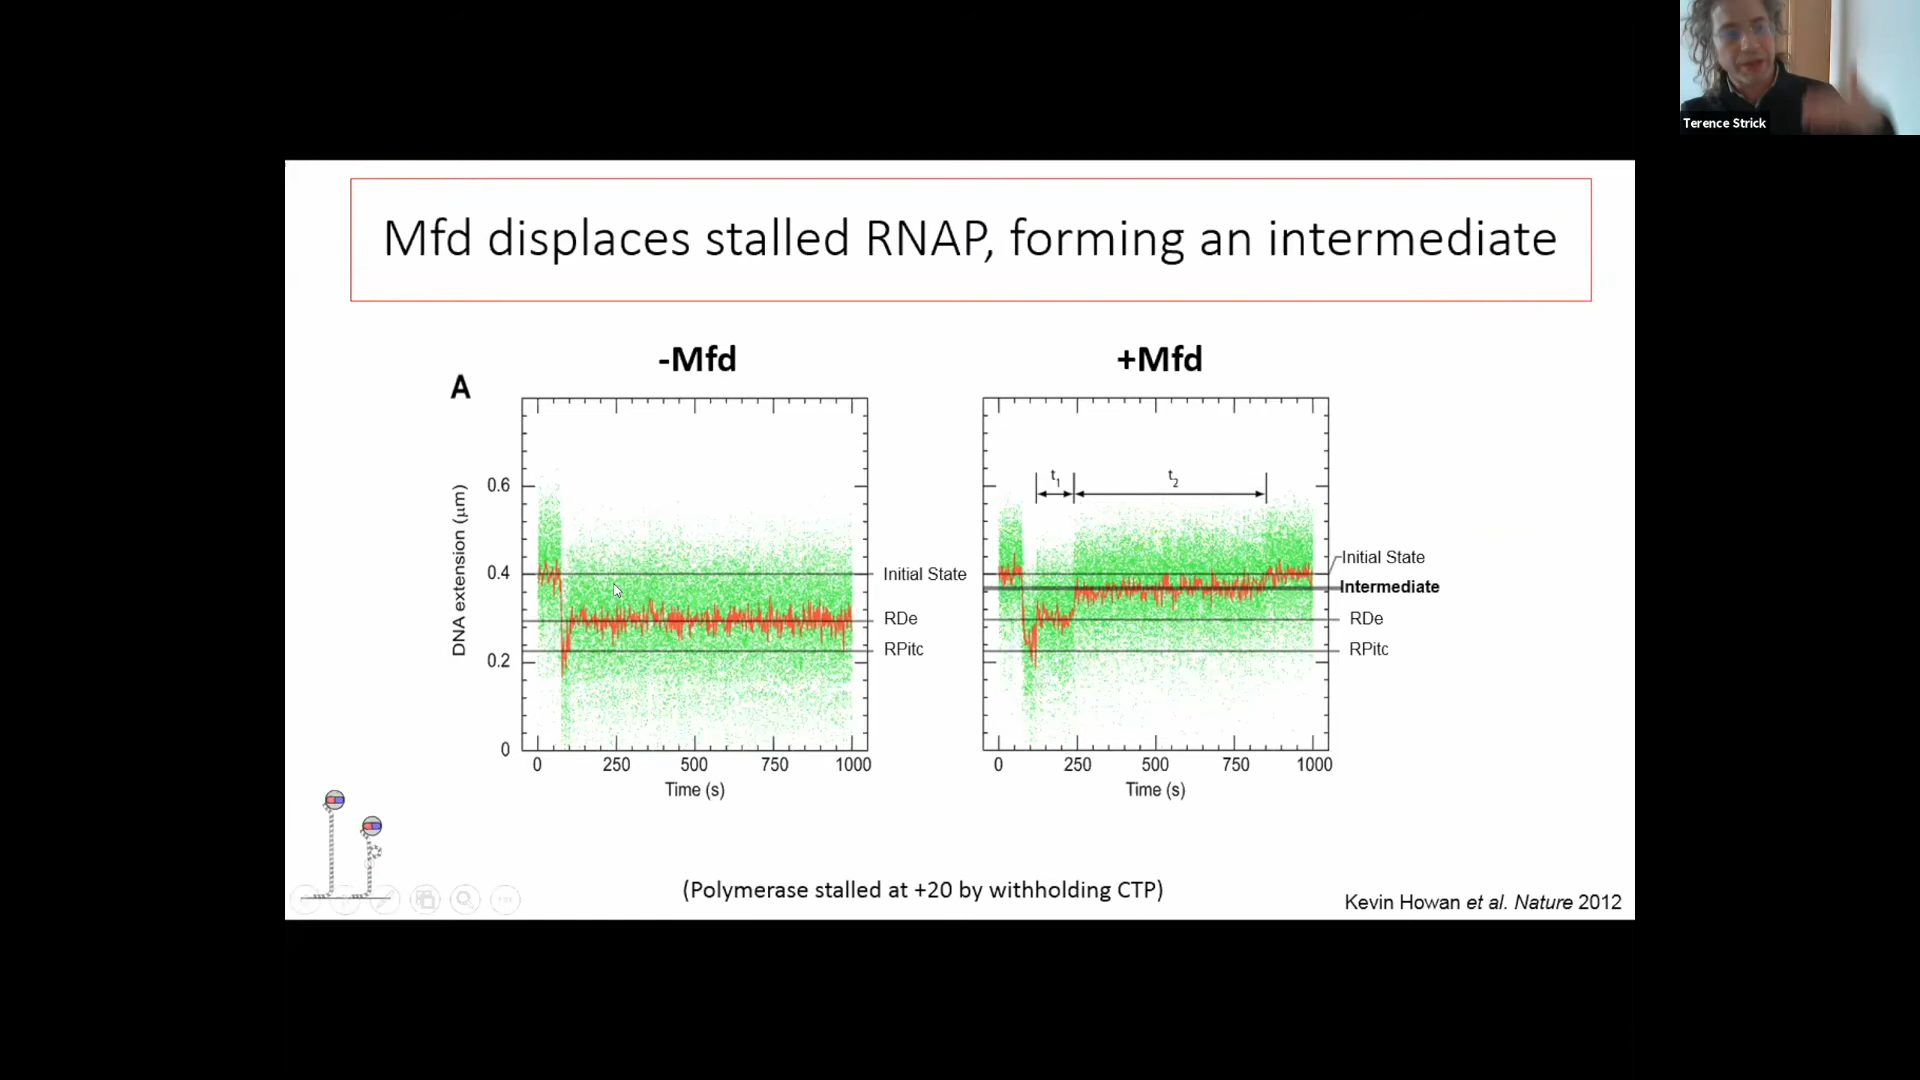 Terence Strick
Mfd displaces stalled RNAP, forming an intermediate
-Mfd
+Mfd
A
DNA extension (μm)
0.6
0.4
0.2
0
Initial State
RDe
RPitc
0 250 500 750 1000
Time (s)
t1
t2
Initial State
Intermediate
RDe
RPitc
0 250 500 750 1000
Time (s)
(Polymerase stalled at +20 by withholding CTP)
Kevin Howan et al. Nature 2012